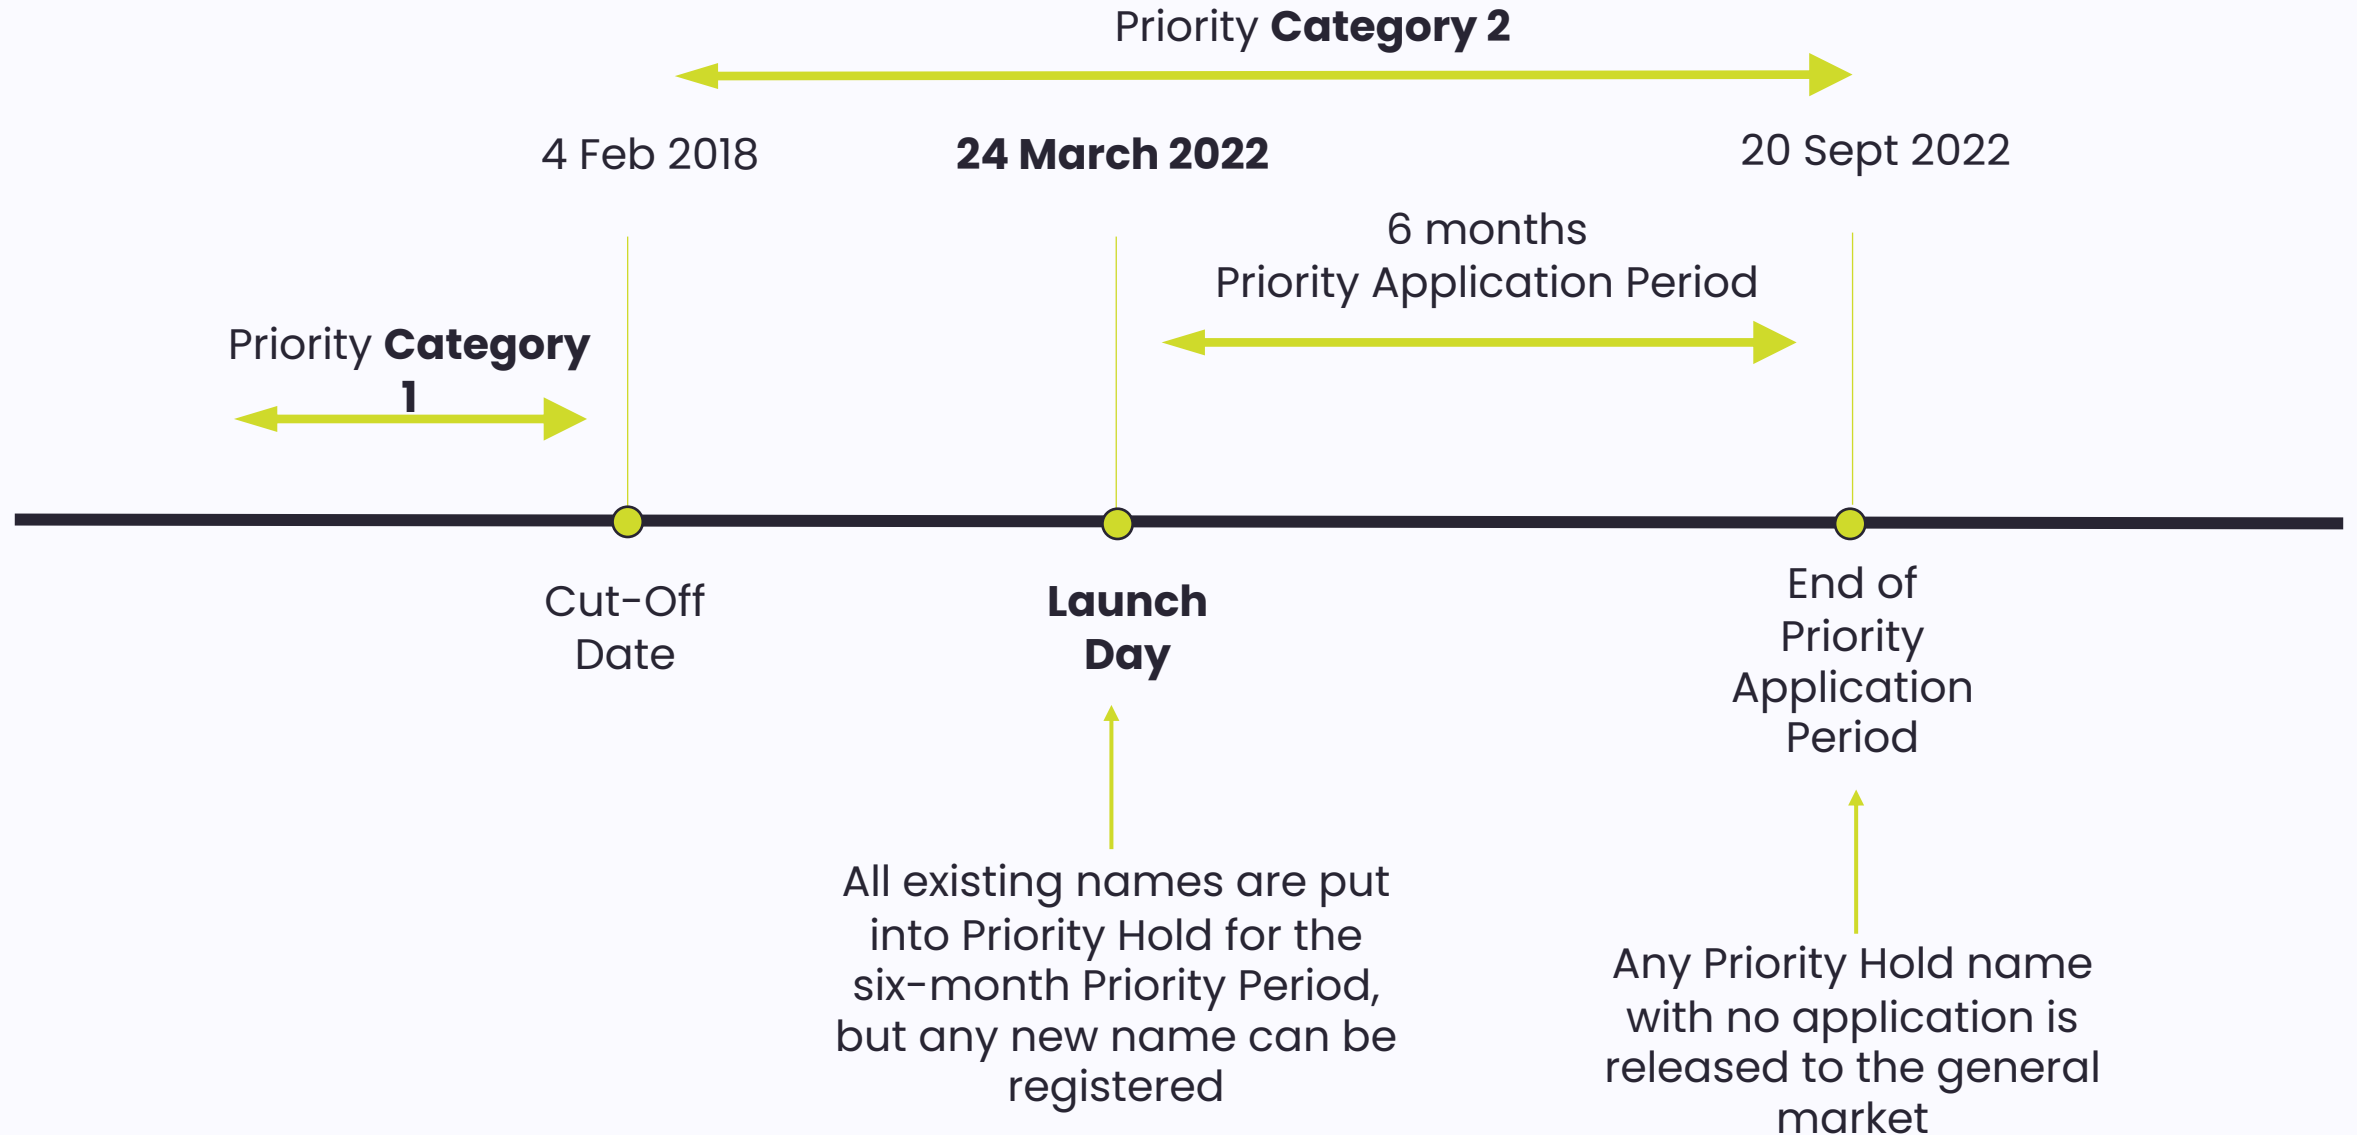 Priority Category 2
4 Feb 2018
24 March 2022
20 Sept 2022
6 months
Priority Application Period
Priority Category
1
Cut-Off
Date
Launch
Day
End of
Priority
Application
Period
All existing names are put
into Priority Hold for the
six-month Priority Period,
but any new name can be
registered
Any Priority Hold name
with no application is
released to the general
market